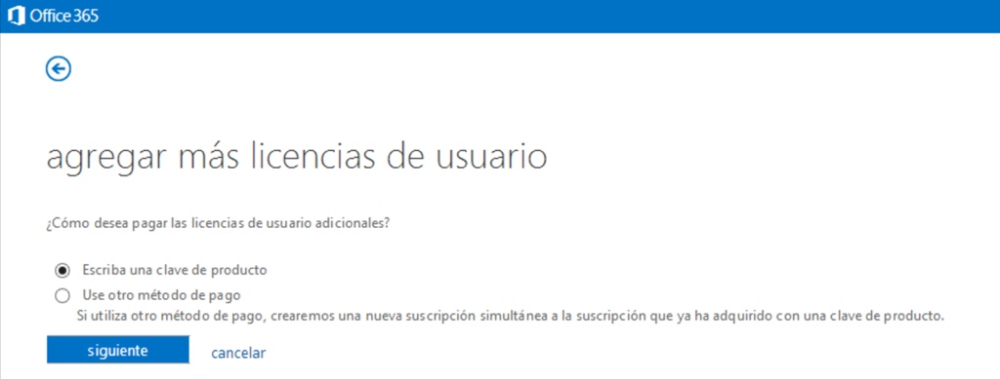 Office 365
agregar más licencias de usuario
¿Cómo desea pagar las licencias de usuario adicionales?
Escriba una clave de producto
Use otro método de pago
Si utiliza otro método de pago, crearemos una nueva suscripción simultánea a la suscripción que ya ha adquirido con una clave de producto.
siguiente cancelar